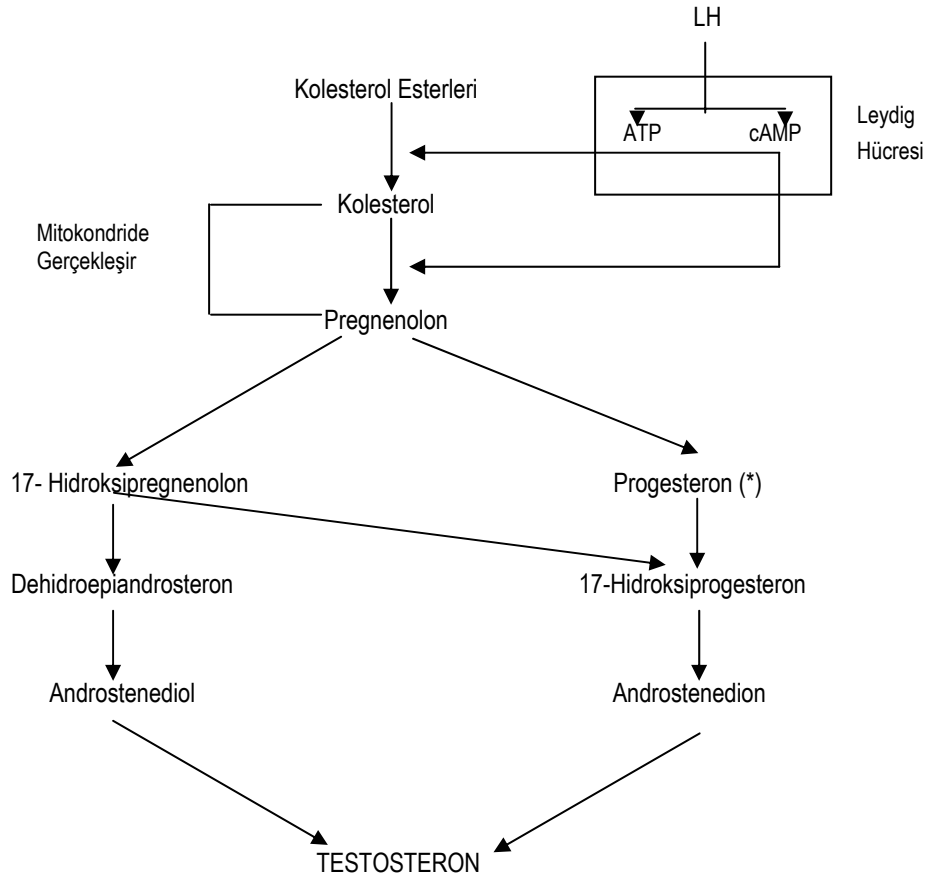 LH
Kolesterol Esterleri
ATP
cAMP
Leydig
Hücresi
Kolesterol
Mitokondride
Gerçekleşir
Pregnenolon
17- Hidroksipregnenolon
Progesteron (*)
Dehidroepiandrosteron
17-Hidroksiprogesteron
Androstenediol
Androstenedion
TESTOSTERON